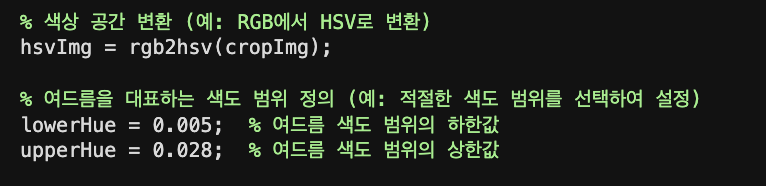 % 색상 공간 변환 (예: RGB에서 HSV로 변환)
hsvImg = rgb2hsv(cropImg);
% 여드름을 대표하는 색도 범위 정의 (예: 적절한 색도 범위를 선택하여 설정)
lowerHue = 0.005;  % 여드름 색도 범위의 하한값
upperHue = 0.028;  % 여드름 색도 범위의 상한값